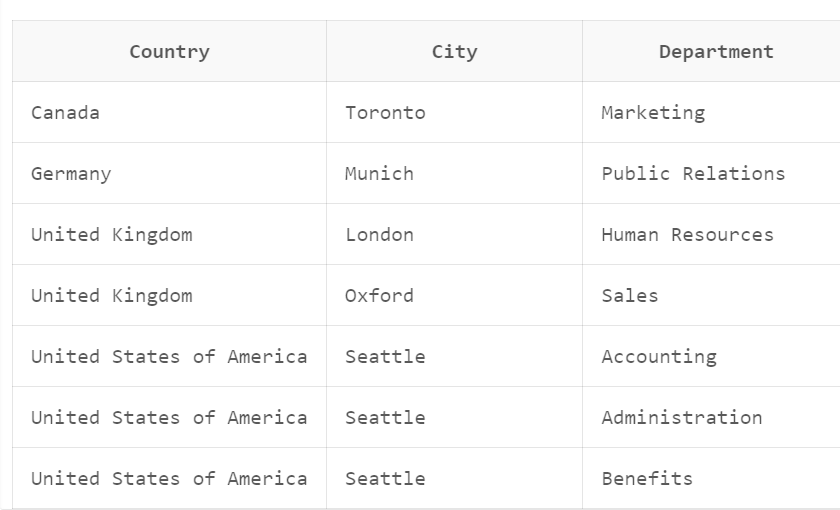 Country City Department
Canada Toronto Marketing
Germany Munich Public Relations
United Kingdom London Human Resources
United Kingdom Oxford Sales
United States of America Seattle Accounting
United States of America Seattle Administration
United States of America Seattle Benefits